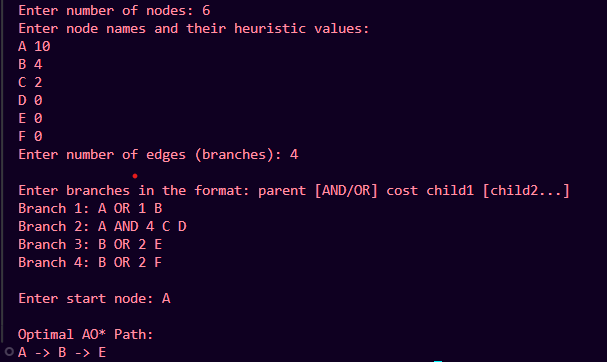 Enter number of nodes: 6
Enter node names and their heuristic values:
A 10
B 4
C 2
D 0
E 0
F 0
Enter number of edges (branches): 4
Enter branches in the format: parent [AND/OR] cost child1 [child2...]
Branch 1: A OR 1 B
Branch 2: A AND 4 C D
Branch 3: B OR 2 E
Branch 4: B OR 2 F
Enter start node: A
Optimal AO* Path:
A -> B -> E